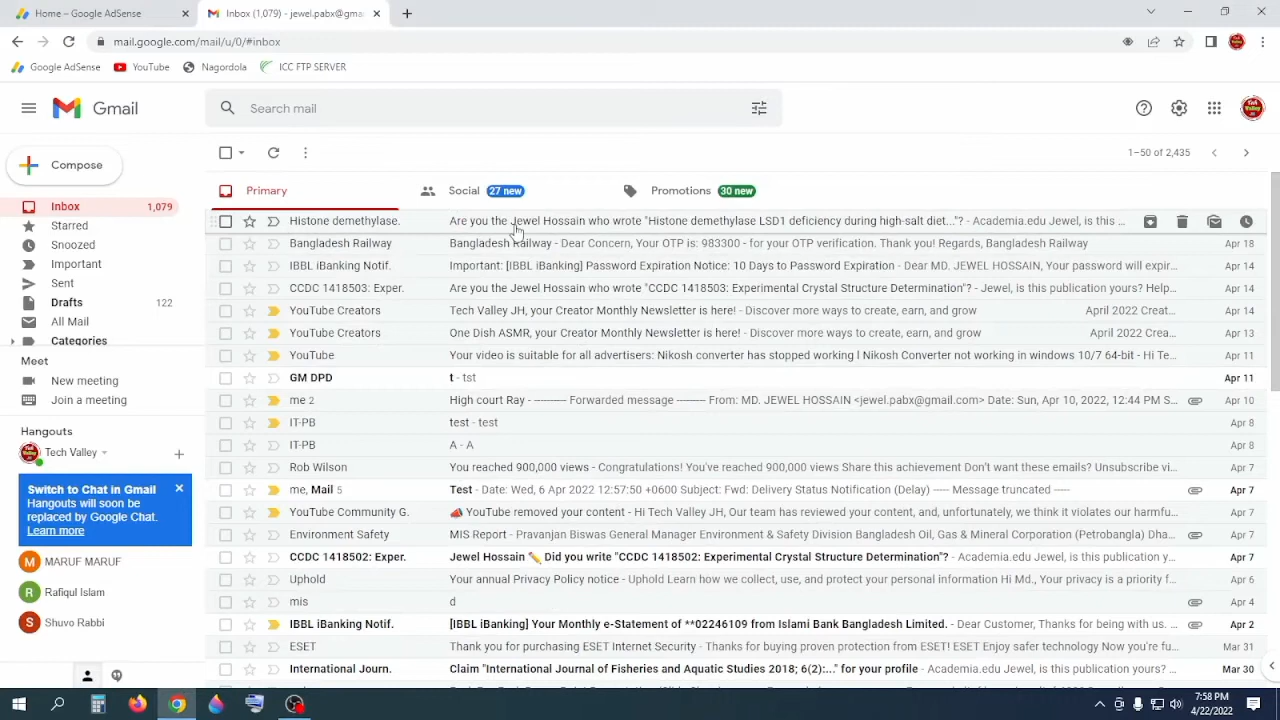 Home – Google AdSense
Inbox (1,079) - jewel.pabx@gma
mail.google.com/mail/u/0/#inbox
Google AdSense YouTube Nagordola ICC FTP SERVER
Gmail
Search mail
Compose
1–50 of 2,435
Primary
Social 27 new
Promotions 30 new
Inbox 1,079
Starred
Snoozed
Important
Sent
Drafts 122
All Mail
Categories
Meet
New meeting
Join a meeting
Hangouts
Tech Valley
Switch to Chat in Gmail
Hangouts will soon be
replaced by Google Chat.
Learn more
M MARUF MARUF
R Rafiqul Islam
S Shuvo Rabbi
Histone demethylase. Are you the Jewel Hossain who wrote "Histone demethylase LSD1 deficiency during high-salt diet..."? - Academia.edu Jewel, is this …
Bangladesh Railway Bangladesh Railway - Dear Concern, Your OTP is: 983300 - for your OTP verification. Thank you! Regards, Bangladesh Railway Apr 18
IBBL iBanking Notif. Important: [IBBL iBanking] Password Expiration Notice: 10 Days to Password Expiration - Dear MD. JEWEL HOSSAIN, Your password will expir… Apr 14
CCDC 1418503: Exper. Are you the Jewel Hossain who wrote "CCDC 1418503: Experimental Crystal Structure Determination"? - Jewel, is this publication yours? Help… Apr 14
YouTube Creators Tech Valley JH, your Creator Monthly Newsletter is here! - Discover more ways to create, earn, and grow April 2022 Creat… Apr 14
YouTube Creators One Dish ASMR, your Creator Monthly Newsletter is here! - Discover more ways to create, earn, and grow April 2022 Crea… Apr 13
YouTube Your video is suitable for all advertisers: Nikosh converter has stopped working l Nikosh Converter not working in windows 10/7 64-bit - Hi Te… Apr 11
GM DPD t - tst Apr 11
me 2 High court Ray - ---------- Forwarded message --------- From: MD. JEWEL HOSSAIN <jewel.pabx@gmail.com> Date: Sun, Apr 10, 2022, 12:44 PM S… Apr 10
IT-PB test - test Apr 8
IT-PB A - A Apr 8
Rob Wilson You reached 900,000 views - Congratulations! You've reached 900,000 views Share this achievement Don't want these emails? Unsubscribe vi… Apr 7
me, Mail 5 Test - Date: Wed, 6 Apr 2022 12:57:50 +0600 Subject: Fwd: Delivery Status Notification (Delay) ----- Message truncated ----- Apr 7
YouTube Community G. 📣 YouTube removed your content - Hi Tech Valley JH, Our team has reviewed your content, and, unfortunately, we think it violates our harmfu… Apr 7
Environment Safety MIS Report - Pravanjan Biswas General Manager Environment & Safety Division Bangladesh Oil, Gas & Mineral Corporation (Petrobangla) Dha… Apr 7
CCDC 1418502: Exper. Jewel Hossain ✏️ Did you write "CCDC 1418502: Experimental Crystal Structure Determination"? - Academia.edu Jewel, is this publication y… Apr 7
Uphold Your annual Privacy Policy notice - Uphold Learn how we collect, use, and protect your personal information Hi Md., Your privacy is a priority f… Apr 6
mis d Apr 4
IBBL iBanking Notif. [IBBL iBanking] Your Monthly e-Statement of **02246109 from Islami Bank Bangladesh Limited. - Dear Customer, Thanks for being with us. … Apr 2
ESET Thank you for purchasing ESET Internet Security - Thanks for buying proven protection from ESET! ESET Enjoy safer technology Now you're fu… Mar 31
International Journ. Claim "International Journal of Fisheries and Aquatic Studies 2018; 6(2):..." for your profile - Academia.edu Jewel, is this publication yours? … Mar 30
7:58 PM
4/22/2022